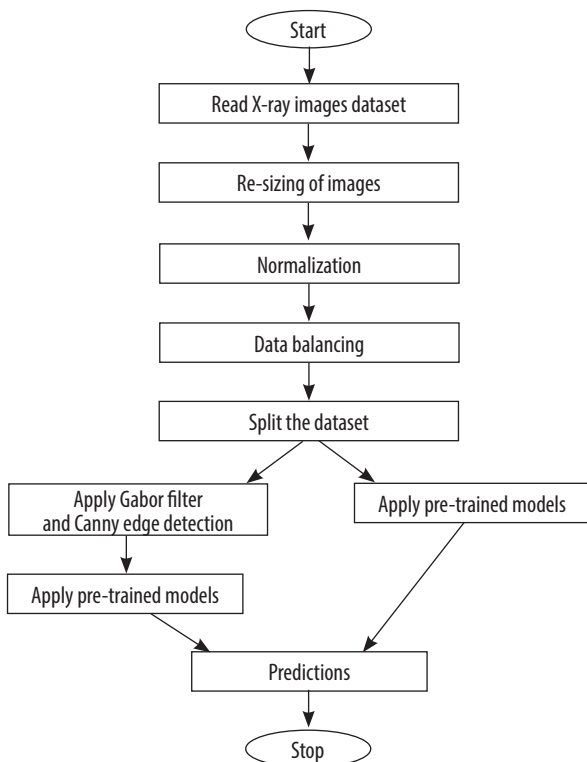 Start
Read X-ray images dataset
Re-sizing of images
Normalization
Data balancing
Split the dataset
Apply Gabor filter
and Canny edge detection
Apply pre-trained models
Apply pre-trained models
Predictions
Stop